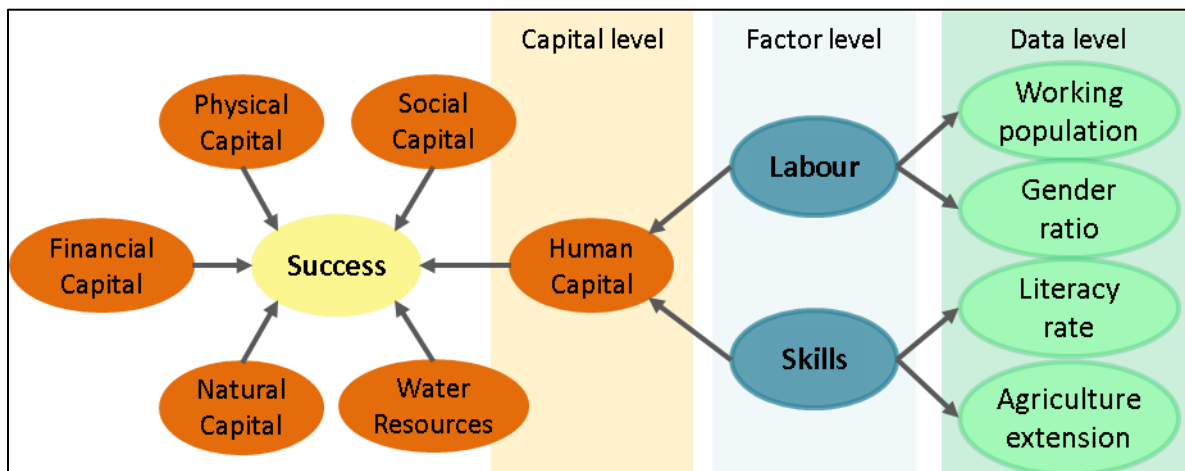 Capital level
Factor level
Data level
Physical
Capital
Social
Capital
Working
population
Labour
Gender
ratio
Financial
Capital
Success
Human
Capital
Literacy
rate
Skills
Natural
Capital
Water
Resources
Agriculture
extension